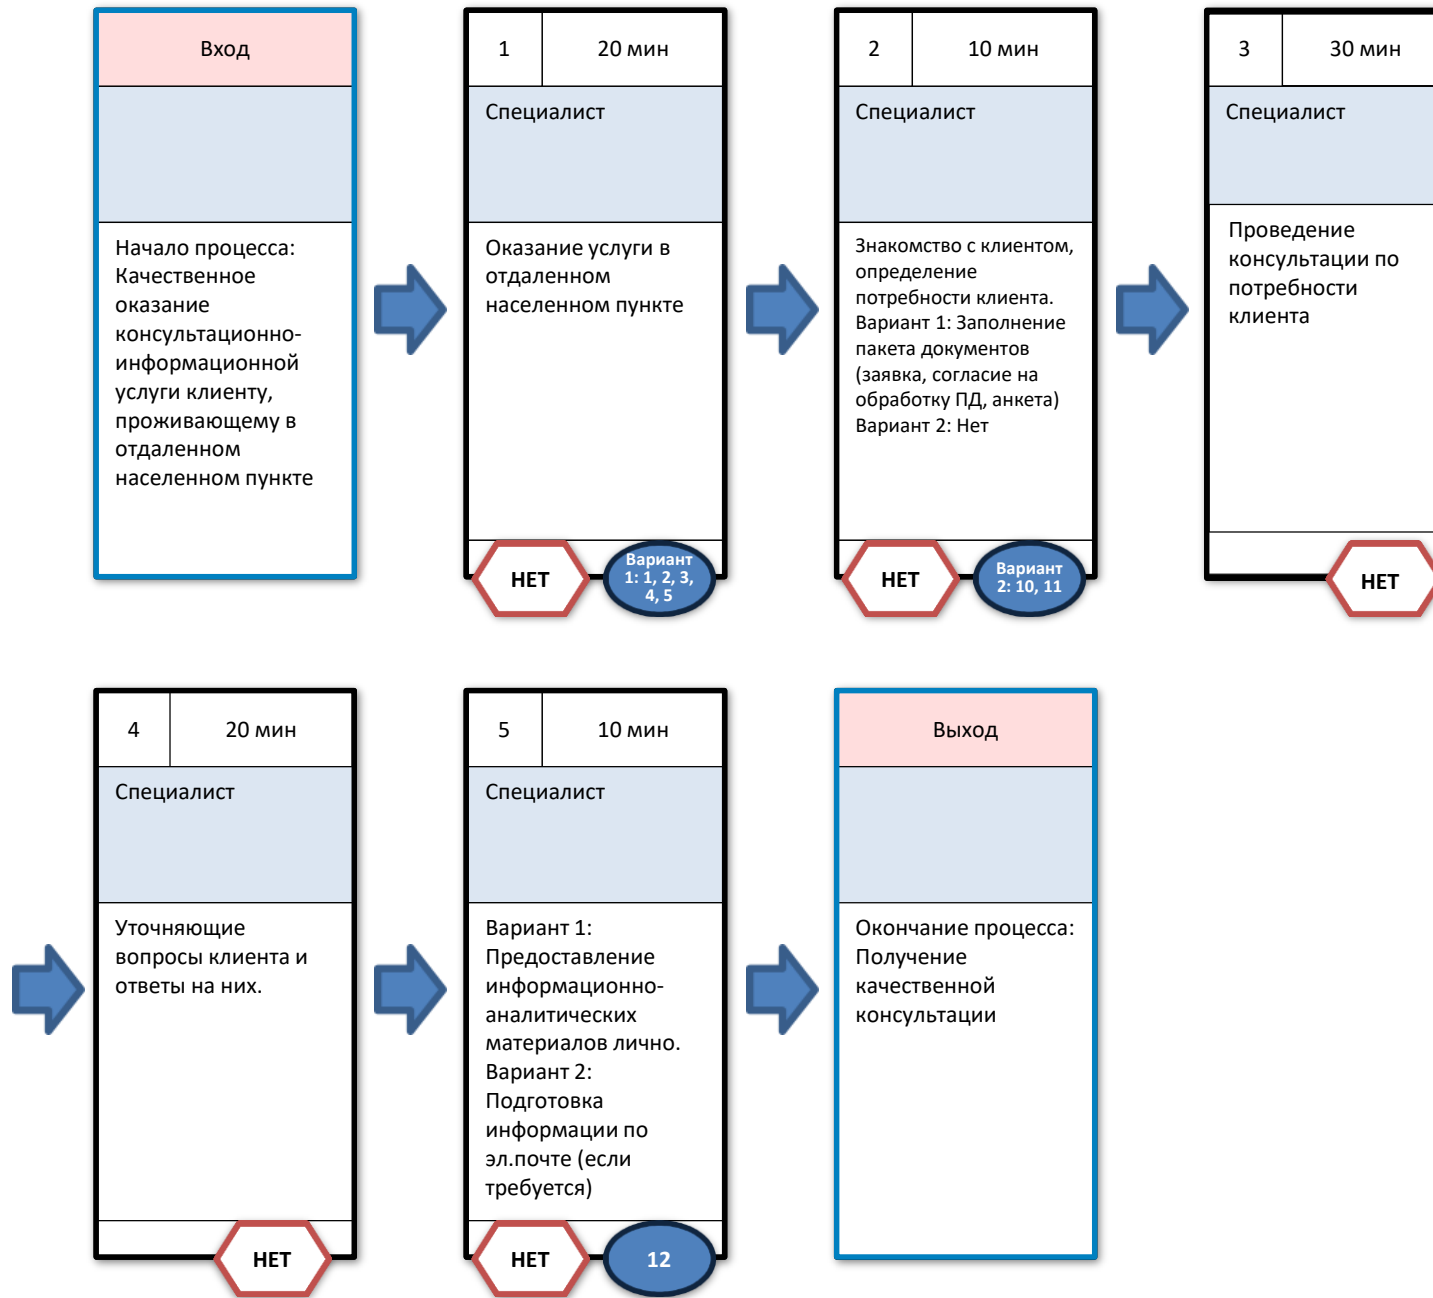 Вход
Начало процесса:
Качественное
оказание
консультационно-
информационной
услуги клиенту,
проживающему в
отдаленном
населенном пункте
1
20 мин
Специалист
Оказание услуги в
отдаленном
населенном пункте
НЕТ
Вариант
1: 1, 2, 3,
4, 5
2
10 мин
Специалист
Знакомство с клиентом,
определение
потребности клиента.
Вариант 1: Заполнение
пакета документов
(заявка, согласие на
обработку ПД, анкета)
Вариант 2: Нет
НЕТ
Вариант
2: 10, 11
3
30 мин
Специалист
Проведение
консультации по
потребности
клиента
НЕТ
4
20 мин
Специалист
Уточняющие
вопросы клиента и
ответы на них.
НЕТ
5
10 мин
Специалист
Вариант 1:
Предоставление
информационно-
аналитических
материалов лично.
Вариант 2:
Подготовка
информации по
эл.почте (если
требуется)
НЕТ
12
Выход
Окончание процесса:
Получение
качественной
консультации